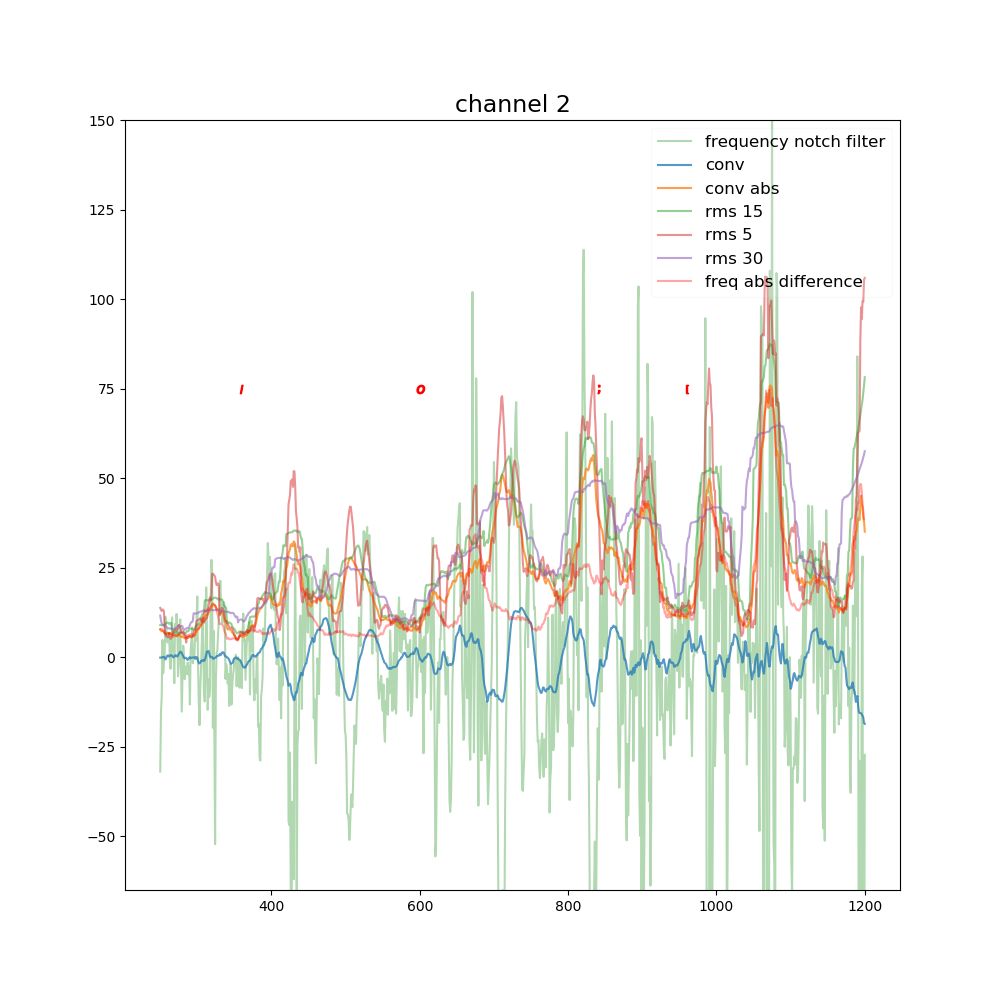 channel 2
150
125
100
75
50
25
0
−25
−50
400
600
800
1000
1200
frequency notch filter
conv
conv abs
rms 15
rms 5
rms 30
freq abs difference
l o ; [